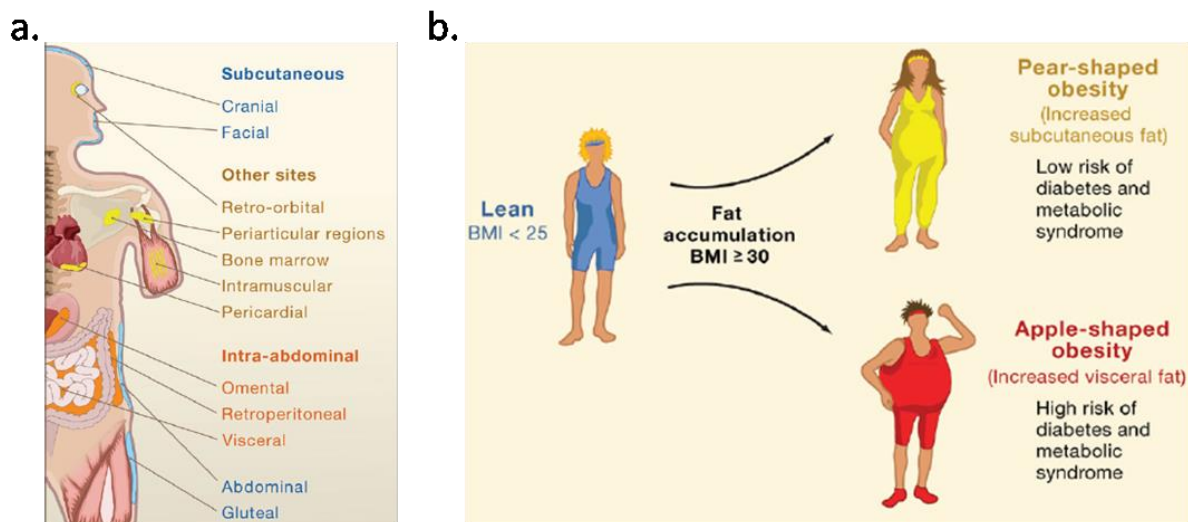 a.
Subcutaneous
Cranial
Facial
Other sites
Retro-orbital
Periarticular regions
Bone marrow
Intramuscular
Pericardial
Intra-abdominal
Omental
Retroperitoneal
Visceral
Abdominal
Gluteal
b.
Lean
BMI < 25
Fat
accumulation
BMI ≥ 30
Pear-shaped
obesity
(Increased
subcutaneous fat)
Low risk of
diabetes and
metabolic
syndrome
Apple-shaped
obesity
(Increased visceral fat)
High risk of
diabetes and
metabolic
syndrome